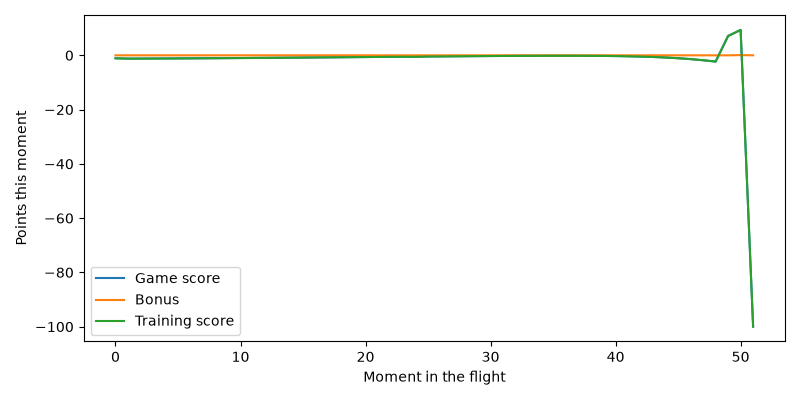 0
−20
−40
−60
−80
−100
Points this moment
Game score
Bonus
Training score
0 10 20 30 40 50
Moment in the flight